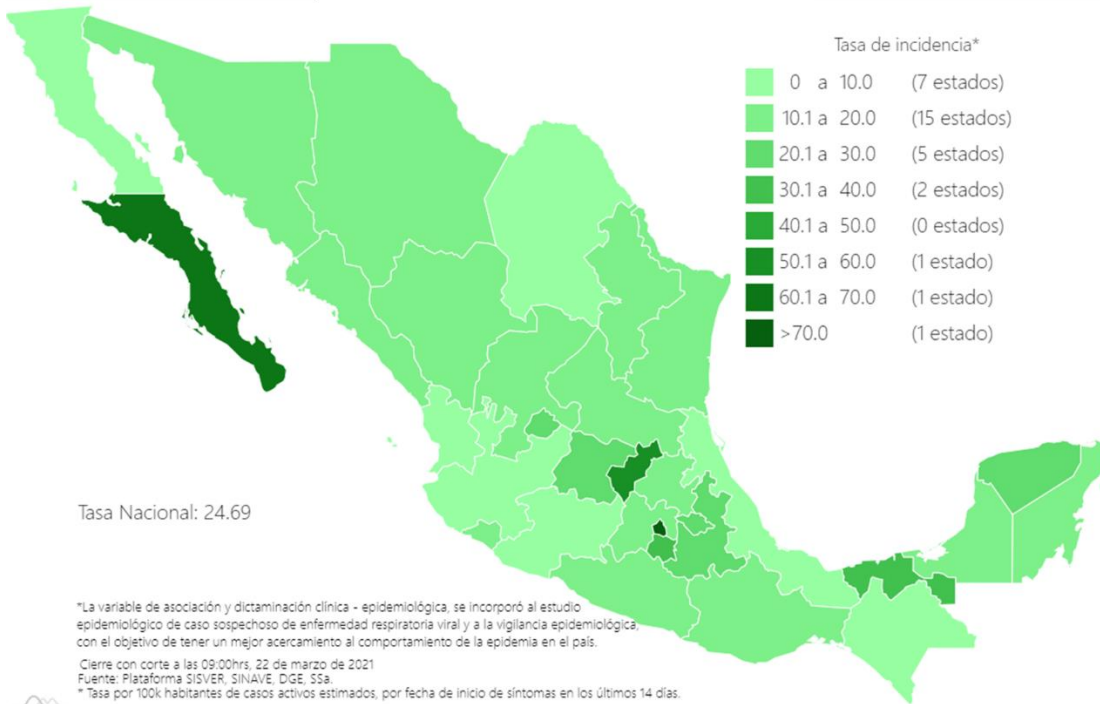 Tasa de incidencia*
0 a 10.0 (7 estados)
10.1 a 20.0 (15 estados)
20.1 a 30.0 (5 estados)
30.1 a 40.0 (2 estados)
40.1 a 50.0 (0 estados)
50.1 a 60.0 (1 estado)
60.1 a 70.0 (1 estado)
>70.0 (1 estado)
Tasa Nacional: 24.69
*La variable de asociación y dictaminación clínica - epidemiológica, se incorporó al estudio
epidemiológico de caso sospechoso de enfermedad respiratoria viral y a la vigilancia epidemiológica,
con el objetivo de tener un mejor acercamiento al comportamiento de la epidemia en el país.
Cierre con corte a las 09:00hrs, 22 de marzo de 2021
Fuente: Plataforma SISVER, SINAVE, DGE, SSa.
* Tasa por 100k habitantes de casos activos estimados, por fecha de inicio de síntomas en los últimos 14 días.